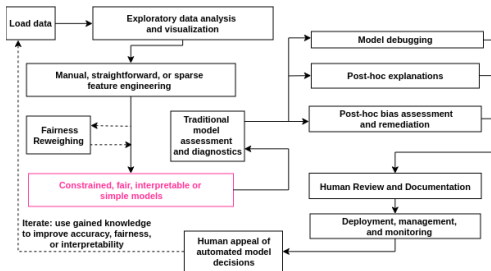 Load data
Exploratory data analysis
and visualization
Model debugging
Manual, straightforward, or sparse
feature engineering
Post-hoc explanations
Traditional
model
assessment
and diagnostics
Post-hoc bias assessment
and remediation
Fairness
Reweighing
Constrained, fair, interpretable or
simple models
Human Review and Documentation
Iterate: use gained knowledge
to improve accuracy, fairness,
or interpretability
Deployment, management,
and monitoring
Human appeal of
automated model
decisions